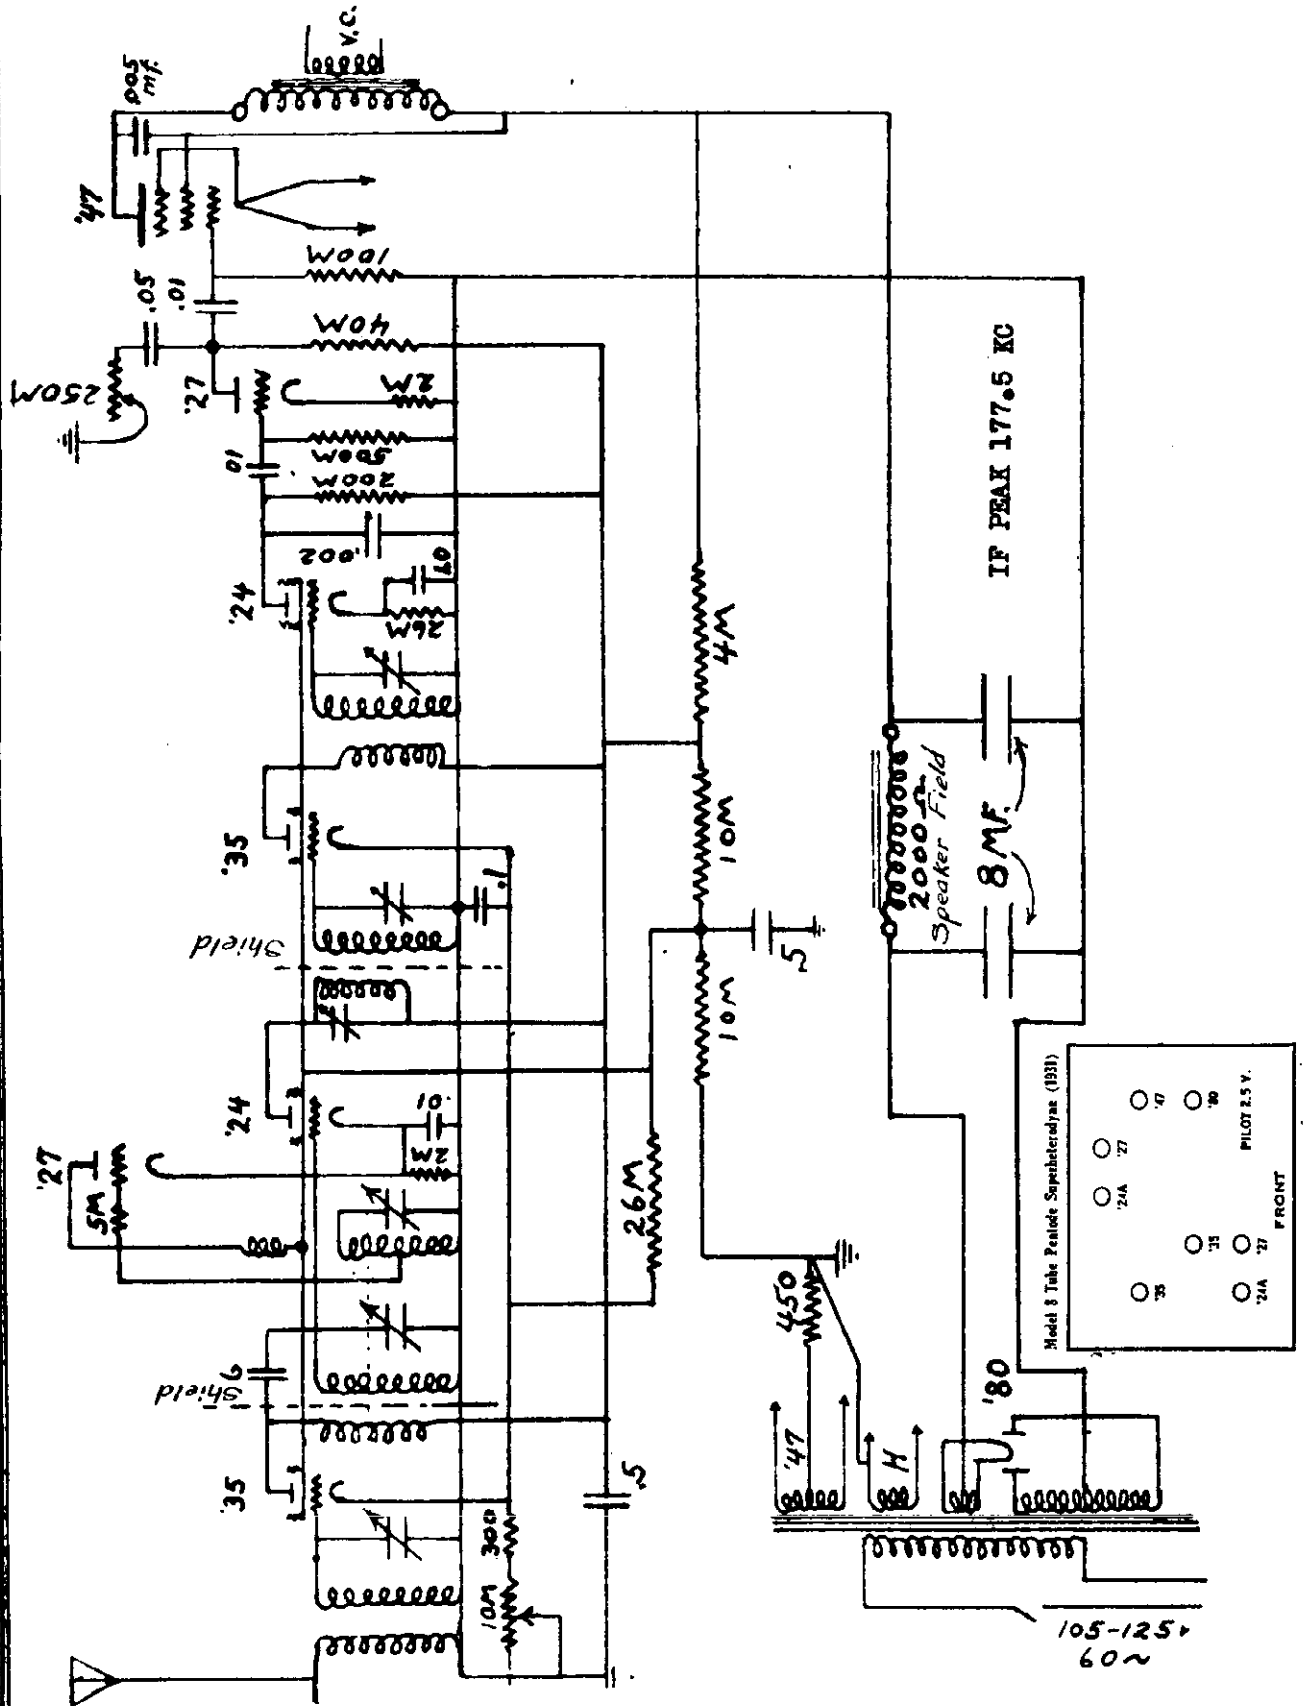 .005
mf.
V.C.
'47
.05
.01
100M
40M
250M
'27
2M
500M
.01
200M
.002
'24
.09
26M
'35
Shield
.1
'24
.01
2M
'27
5M
6
Shield
'35
300
10M
.5
4M
10M
10M
.5
26M
450
2000Ω
Speaker Field
8MF.
IF PEAK 177.5 KC
'47
H
'80
105-125v
60~
Model 8 Tube Pentode Superheterodyne (1931)
'47
'80
27
'24A
'35
'27
'35
'24A
PILOT 2.5 V.
FRONT